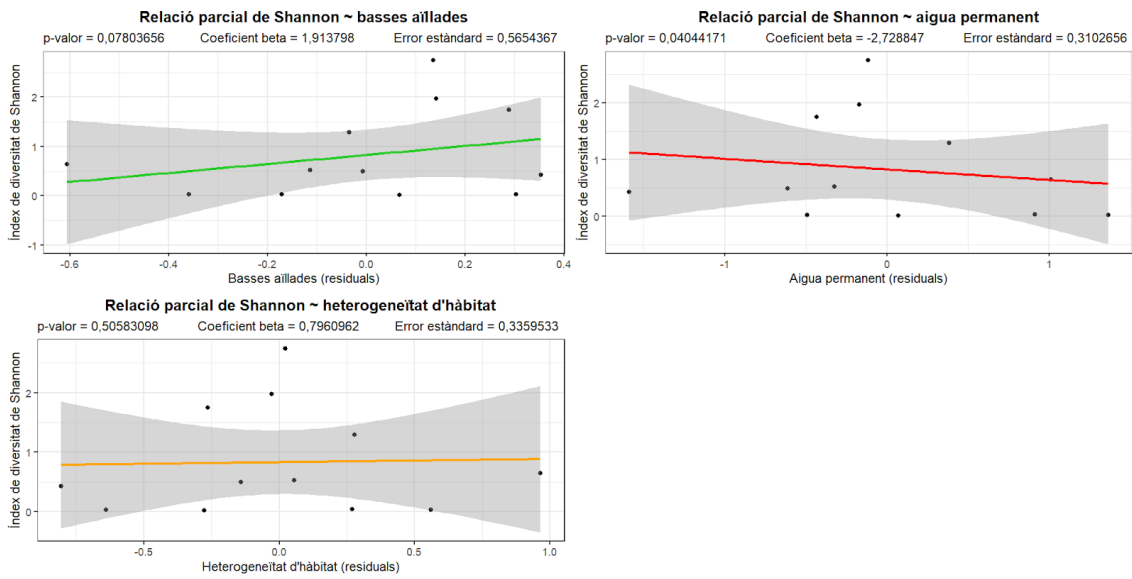 Relació parcial de Shannon ~ basses aïllades
p-valor = 0,07803656 Coeficient beta = 1,913798 Error estàndard = 0,5654367
Índex de diversitat de Shannon
2
1
0
-1
-0.6 -0.4 -0.2 0.0 0.2 0.4
Basses aïllades (residuals)
Relació parcial de Shannon ~ aigua permanent
p-valor = 0,04044171 Coeficient beta = -2,728847 Error estàndard = 0,3102656
Índex de diversitat de Shannon
2
1
0
-1 0 1
Aigua permanent (residuals)
Relació parcial de Shannon ~ heterogeneïtat d'hàbitat
p-valor = 0,50583098 Coeficient beta = 0,7960962 Error estàndard = 0,3359533
Índex de diversitat de Shannon
2
1
0
-0.5 0.0 0.5 1.0
Heterogeneïtat d'hàbitat (residuals)